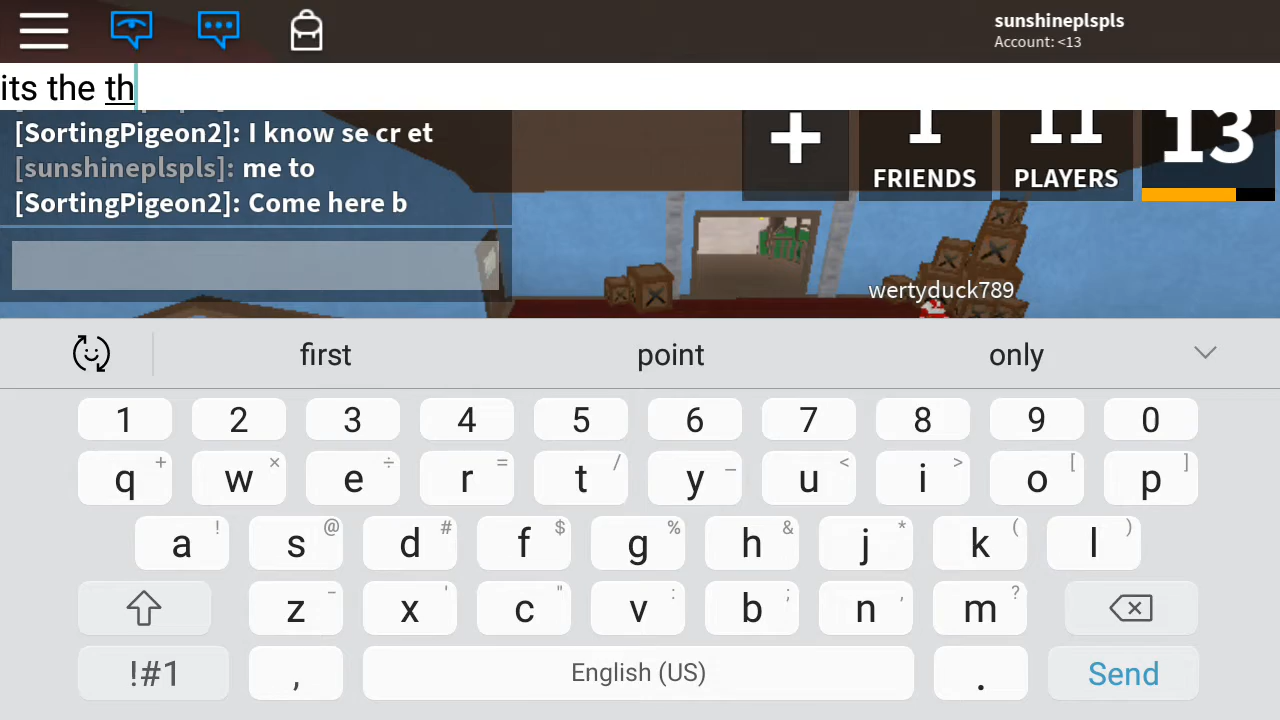 sunshineplspls
Account: <13
its the th
[SortingPigeon2]: I know se cr et
[sunshineplspls]: me to
[SortingPigeon2]: Come here b
+
1
FRIENDS
11
PLAYERS
13
wertyduck789
first point only
1 2 3 4 5 6 7 8 9 0
q + w × e ÷ r = t / y _ u < i > o [ p ]
a ! s @ d # f $ g % h & j * k ( l )
z - x ' c " v : b ; n , m ?
!#1 , English (US) . Send